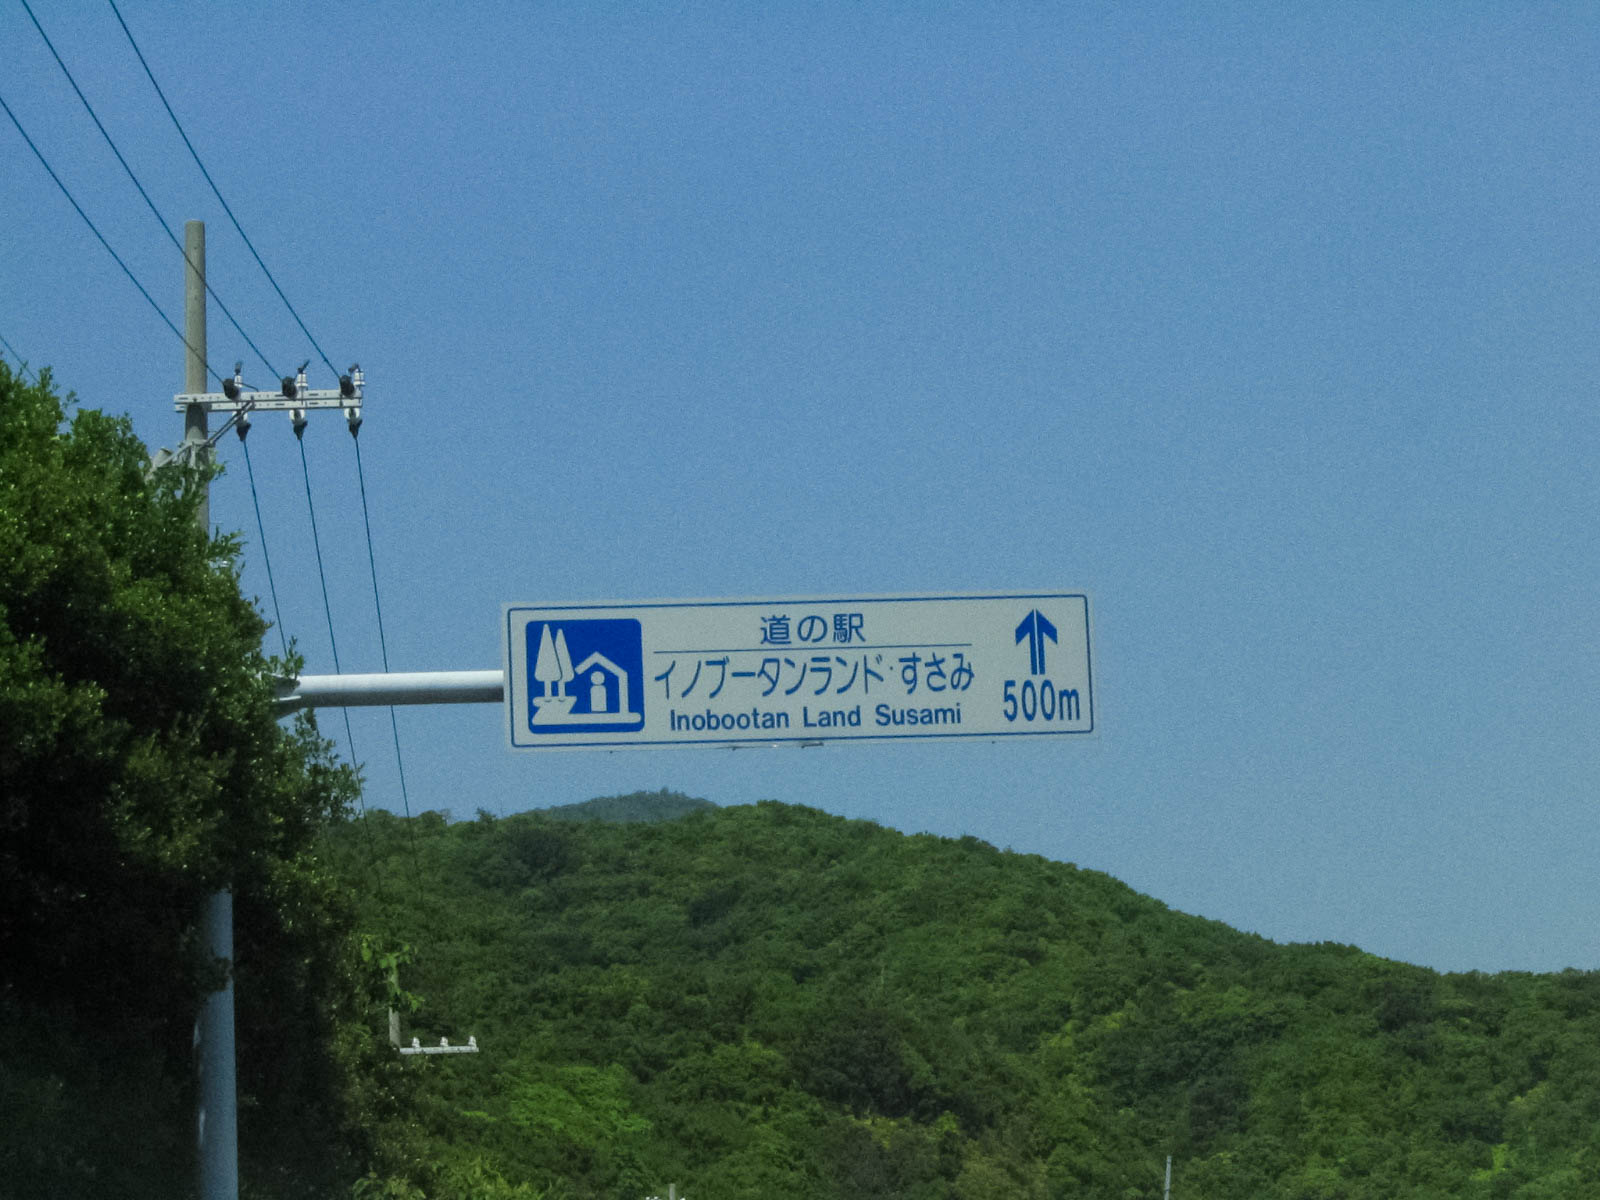 道の駅
イノブータンランド・すさみ
Inobootan Land Susami
500m